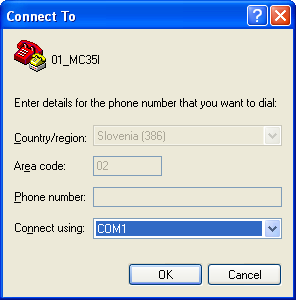 Connect To
01_MC35I
Enter details for the phone number that you want to dial:
Country/region: Slovenia (386)
Area code: 02
Phone number:
Connect using: COM1
OK Cancel